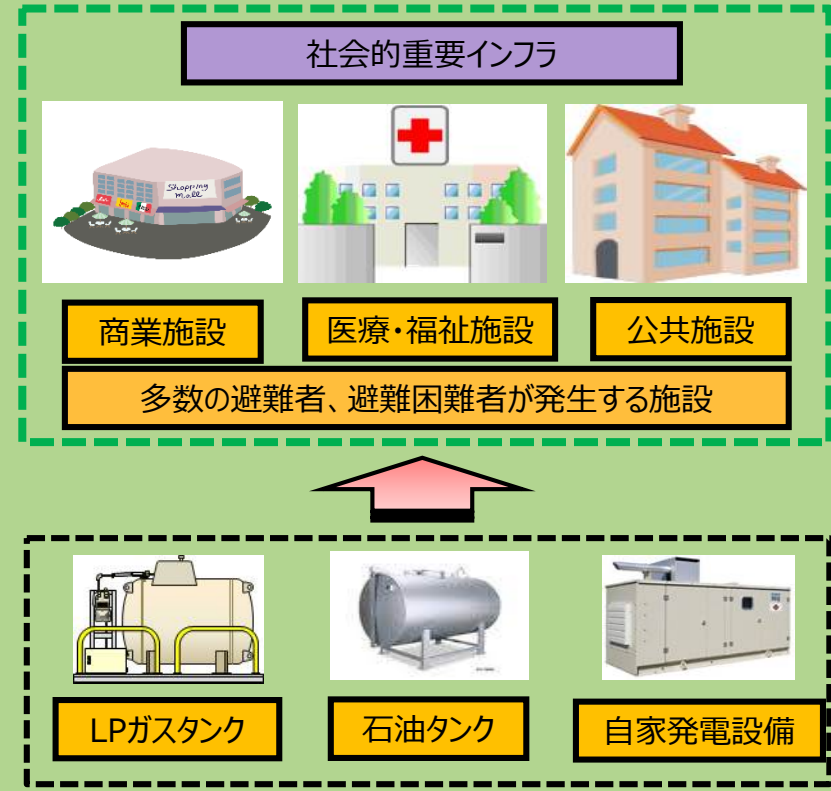 社会的重要インフラ
Shopping
Mall
商業施設
医療・福祉施設
公共施設
多数の避難者、避難困難者が発生する施設
LPガスタンク
石油タンク
自家発電設備